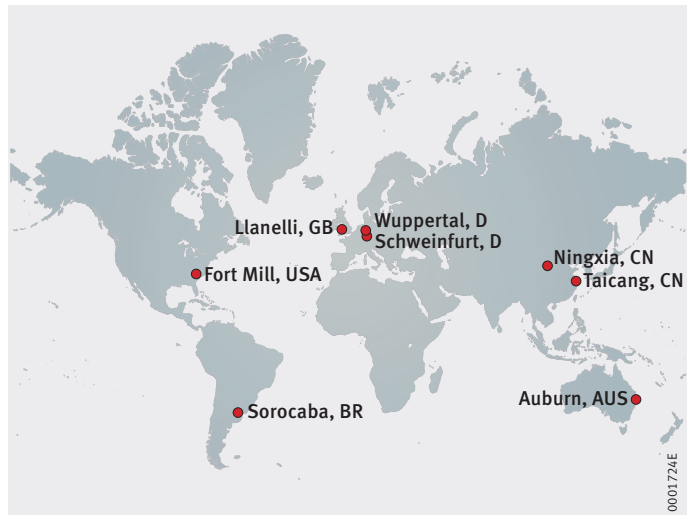 Llanelli, GB
Wuppertal, D
Schweinfurt, D
Ningxia, CN
Fort Mill, USA
Taicang, CN
Auburn, AUS
Sorocaba, BR
0001724E